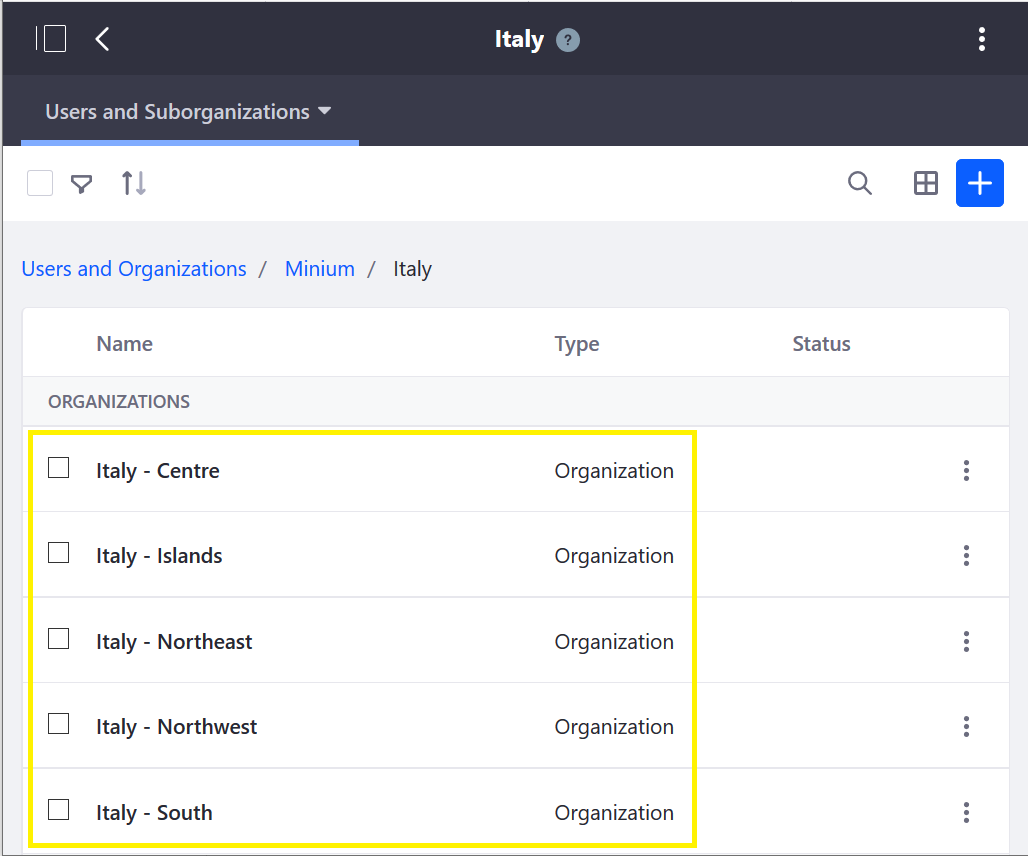 Italy ?
Users and Suborganizations
Users and Organizations / Minium / Italy
Name Type Status
ORGANIZATIONS
Italy - Centre Organization
Italy - Islands Organization
Italy - Northeast Organization
Italy - Northwest Organization
Italy - South Organization